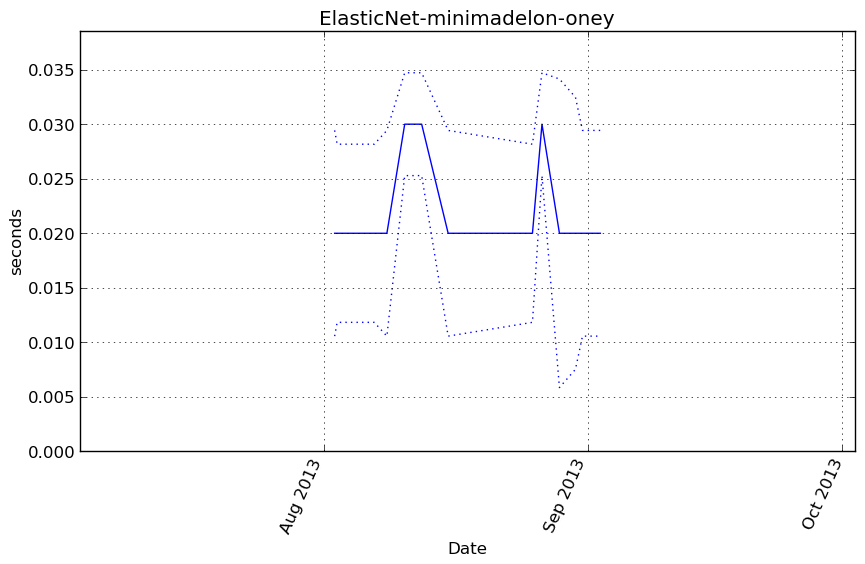 ElasticNet-minimadelon-oney
0.035
0.030
0.025
0.020
0.015
0.010
0.005
0.000
seconds
Aug 2013
Sep 2013
Oct 2013
Date